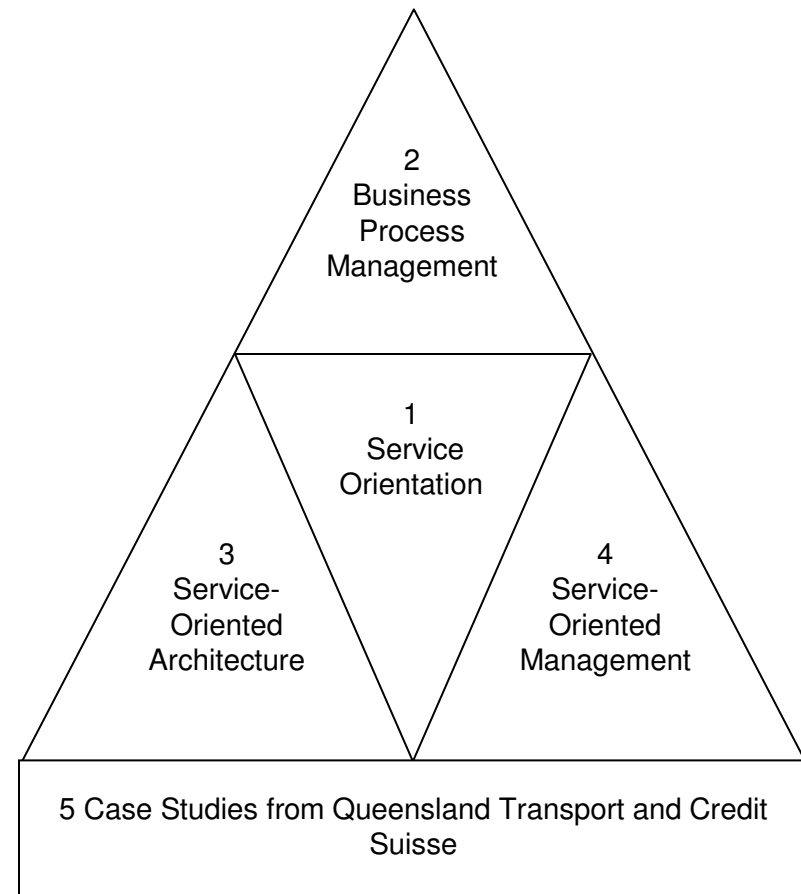 2
Business
Process
Management
1
Service
Orientation
3
Service-
Oriented
Architecture
4
Service-
Oriented
Management
5 Case Studies from Queensland Transport and Credit
Suisse